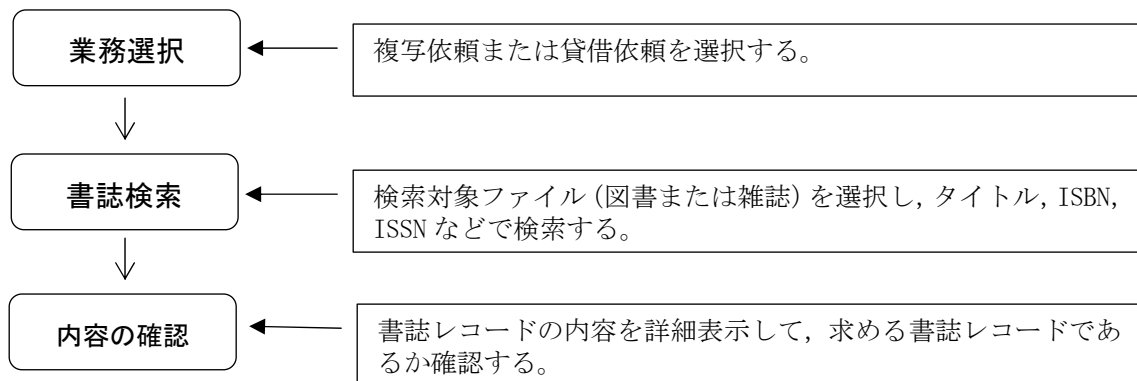 業務選択
複写依頼または貸借依頼を選択する。
書誌検索
検索対象ファイル(図書または雑誌)を選択し,タイトル,ISBN,
ISSNなどで検索する。
内容の確認
書誌レコードの内容を詳細表示して,求める書誌レコードであ
るか確認する。